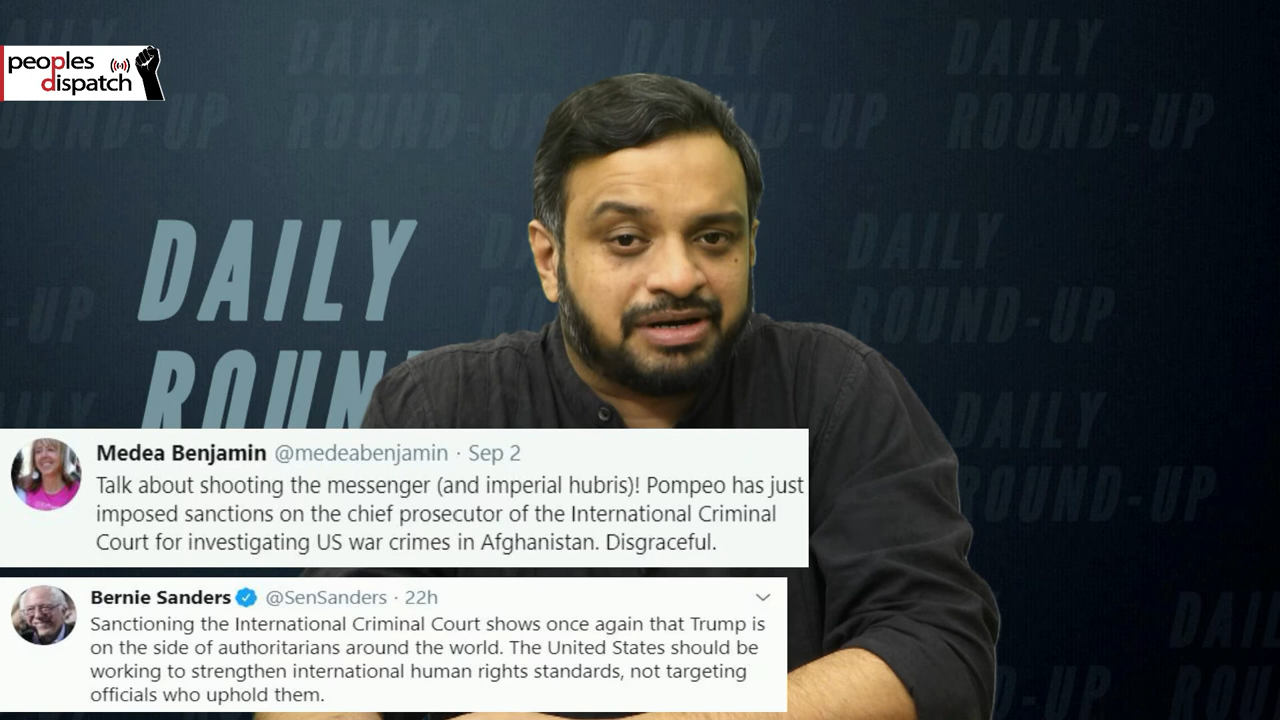 peoples
dispatch
DAILY
ROUND-UP
DAILY
ROUN
Medea Benjamin @medeabenjamin · Sep 2
Talk about shooting the messenger (and imperial hubris)! Pompeo has just
imposed sanctions on the chief prosecutor of the International Criminal
Court for investigating US war crimes in Afghanistan. Disgraceful.
Bernie Sanders @SenSanders · 22h
Sanctioning the International Criminal Court shows once again that Trump is
on the side of authoritarians around the world. The United States should be
working to strengthen international human rights standards, not targeting
officials who uphold them.